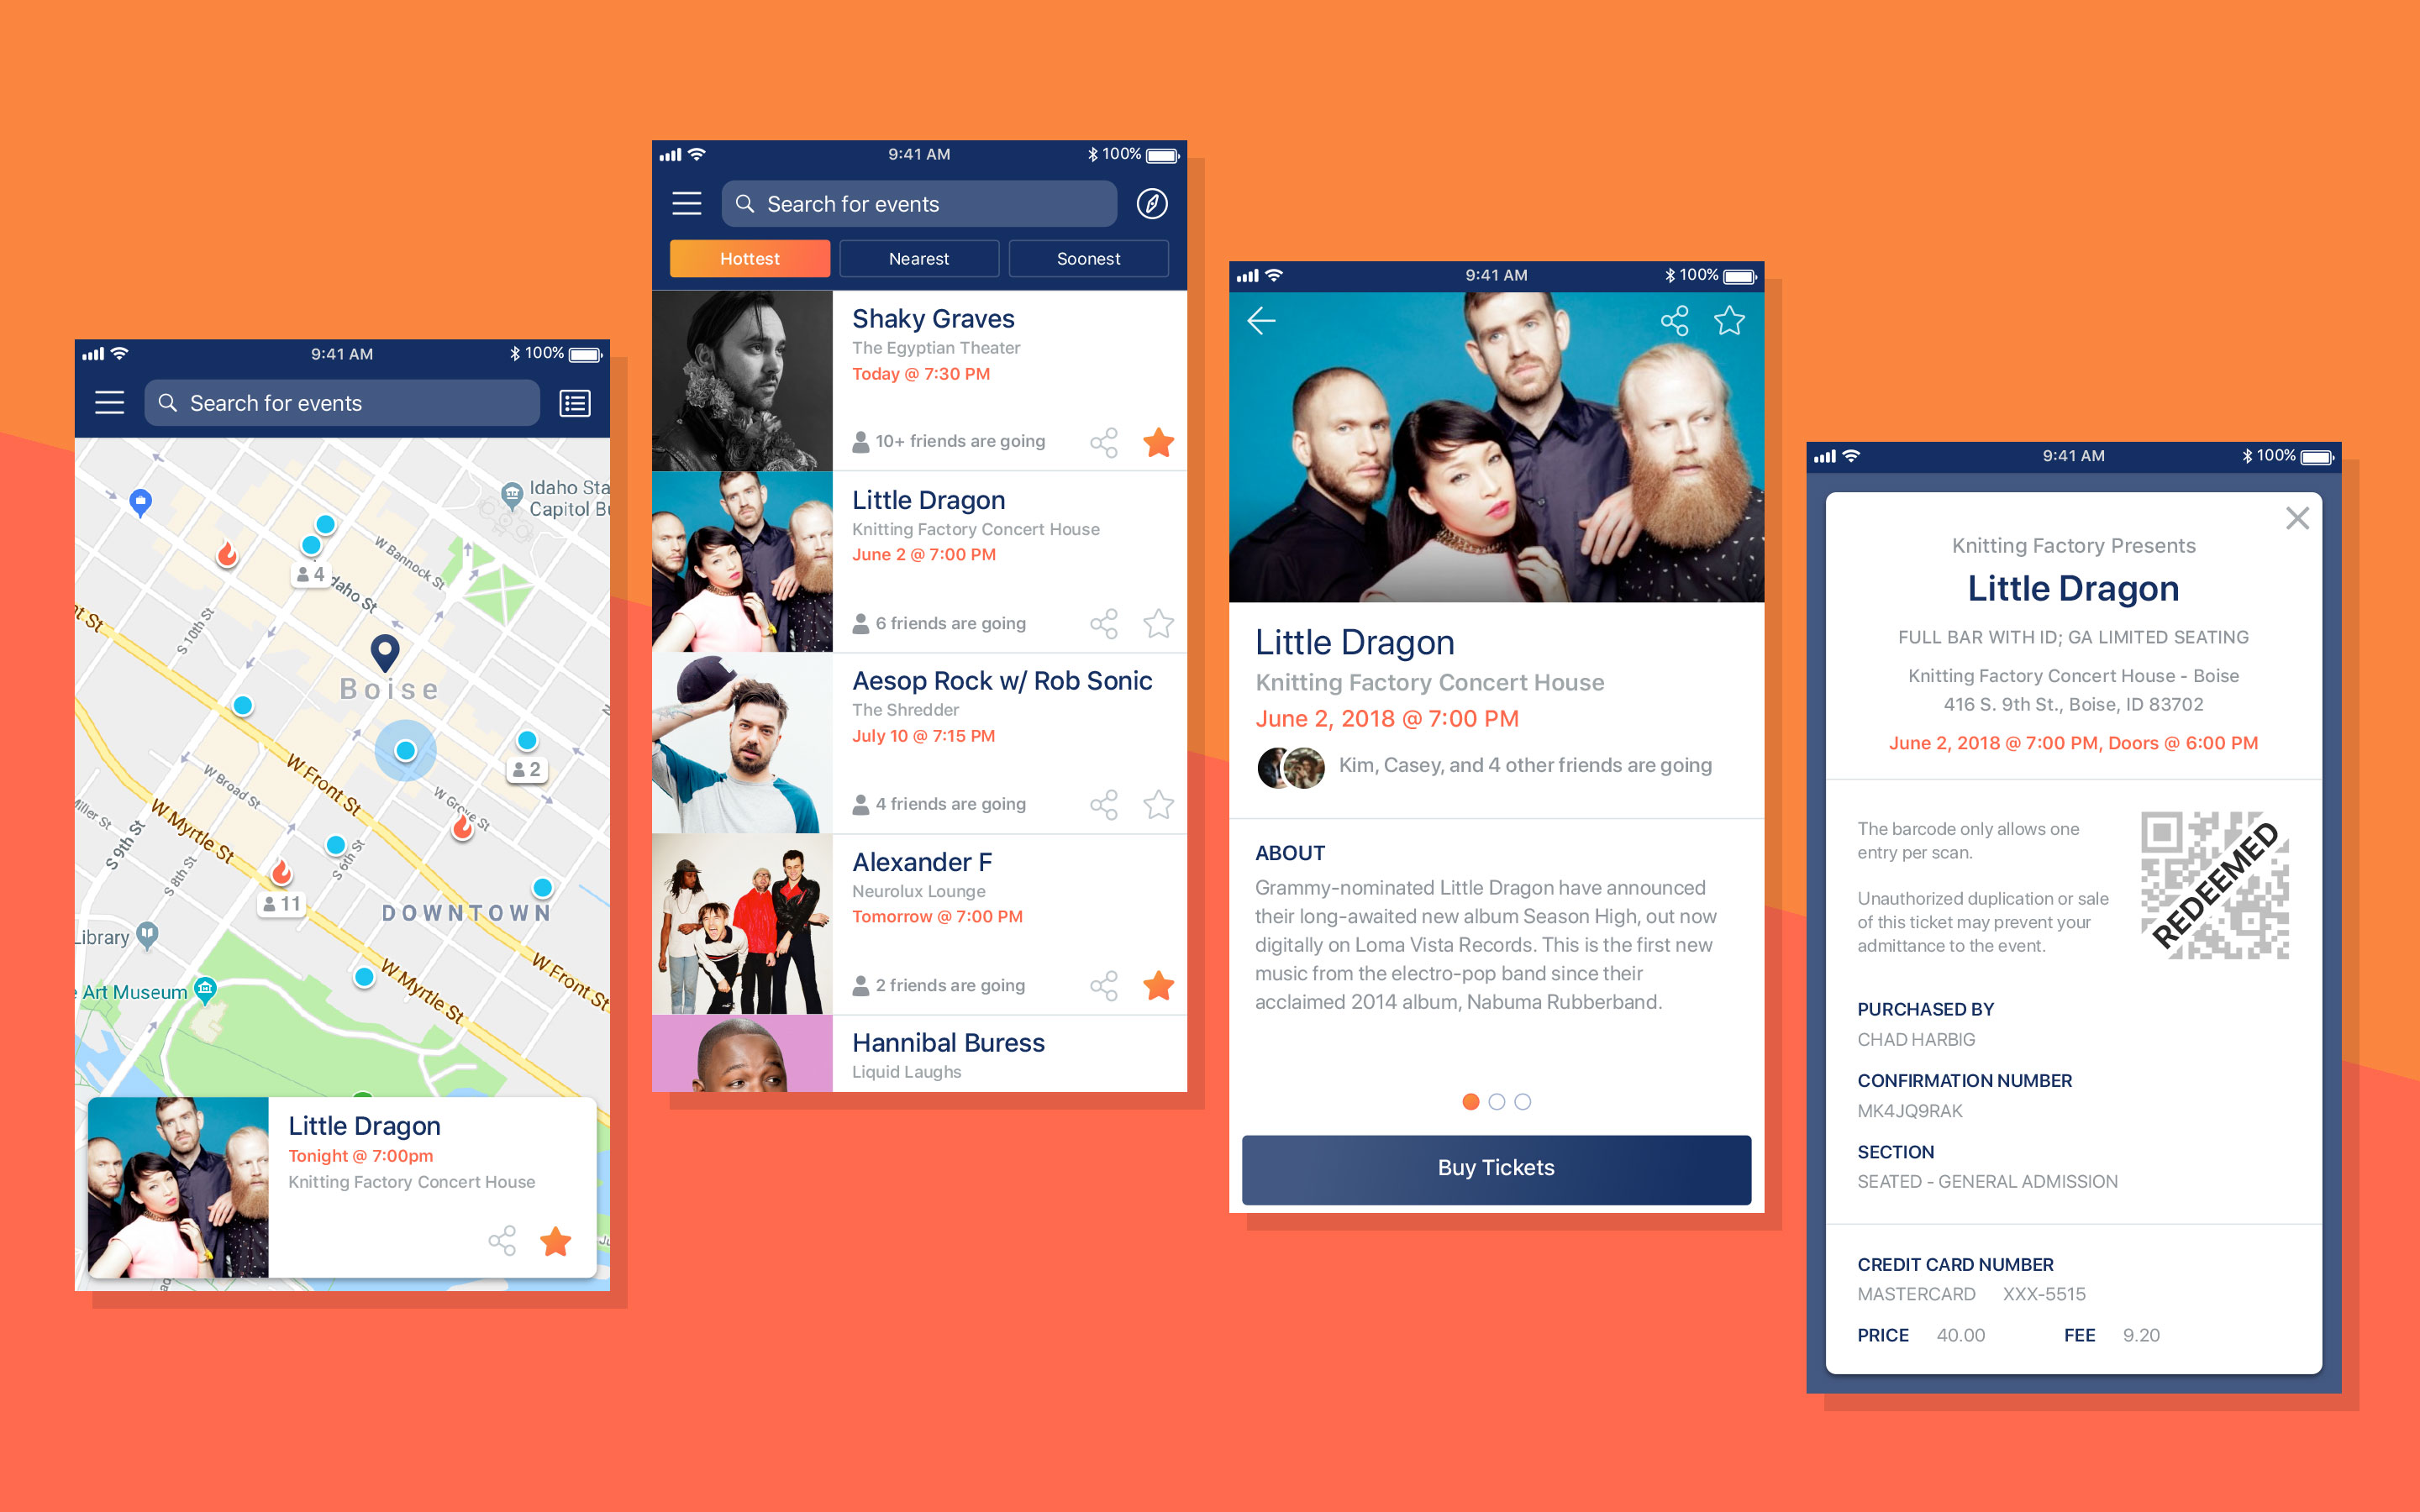 9:41 AM
100%
Search for events
Idaho Sta
Capitol Bu
W Bannock St
4
daho St
S 10th St
nt St
Boise
W Front St
2
W Broad St
W Grove St
Miller St
W Myrtle St
S 9th St
S 6th St
S 8th St
11
DOWNTOWN
Library
W Front St
W Myrtle St
e Art Museum
Little Dragon
Tonight @ 7:00pm
Knitting Factory Concert House
9:41 AM
100%
Search for events
Hottest
Nearest
Soonest
Shaky Graves
The Egyptian Theater
Today @ 7:30 PM
10+ friends are going
Little Dragon
Knitting Factory Concert House
June 2 @ 7:00 PM
6 friends are going
Aesop Rock w/ Rob Sonic
The Shredder
July 10 @ 7:15 PM
4 friends are going
Alexander F
Neurolux Lounge
Tomorrow @ 7:00 PM
2 friends are going
Hannibal Buress
Liquid Laughs
9:41 AM
100%
Little Dragon
Knitting Factory Concert House
June 2, 2018 @ 7:00 PM
Kim, Casey, and 4 other friends are going
ABOUT
Grammy-nominated Little Dragon have announced
their long-awaited new album Season High, out now
digitally on Loma Vista Records. This is the first new
music from the electro-pop band since their
acclaimed 2014 album, Nabuma Rubberband.
Buy Tickets
9:41 AM
100%
Knitting Factory Presents
Little Dragon
FULL BAR WITH ID; GA LIMITED SEATING
Knitting Factory Concert House - Boise
416 S. 9th St., Boise, ID 83702
June 2, 2018 @ 7:00 PM, Doors @ 6:00 PM
The barcode only allows one
entry per scan.
Unauthorized duplication or sale
of this ticket may prevent your
admittance to the event.
REDEEMED
PURCHASED BY
CHAD HARBIG
CONFIRMATION NUMBER
MK4JQ9RAK
SECTION
SEATED - GENERAL ADMISSION
CREDIT CARD NUMBER
MASTERCARD XXX-5515
PRICE 40.00 FEE 9.20